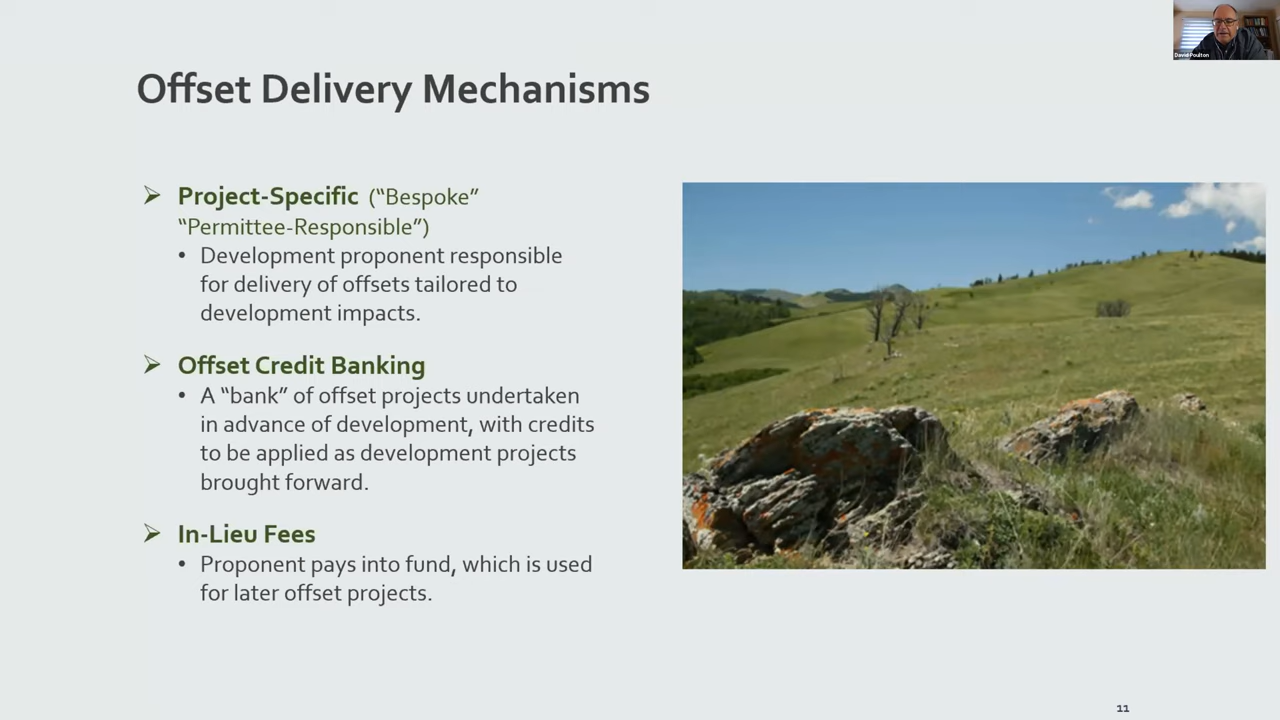 David Poulton
Offset Delivery Mechanisms
➢ Project-Specific (“Bespoke”
“Permittee-Responsible”)
• Development proponent responsible
for delivery of offsets tailored to
development impacts.
➢ Offset Credit Banking
• A “bank” of offset projects undertaken
in advance of development, with credits
to be applied as development projects
brought forward.
➢ In-Lieu Fees
• Proponent pays into fund, which is used
for later offset projects.
11